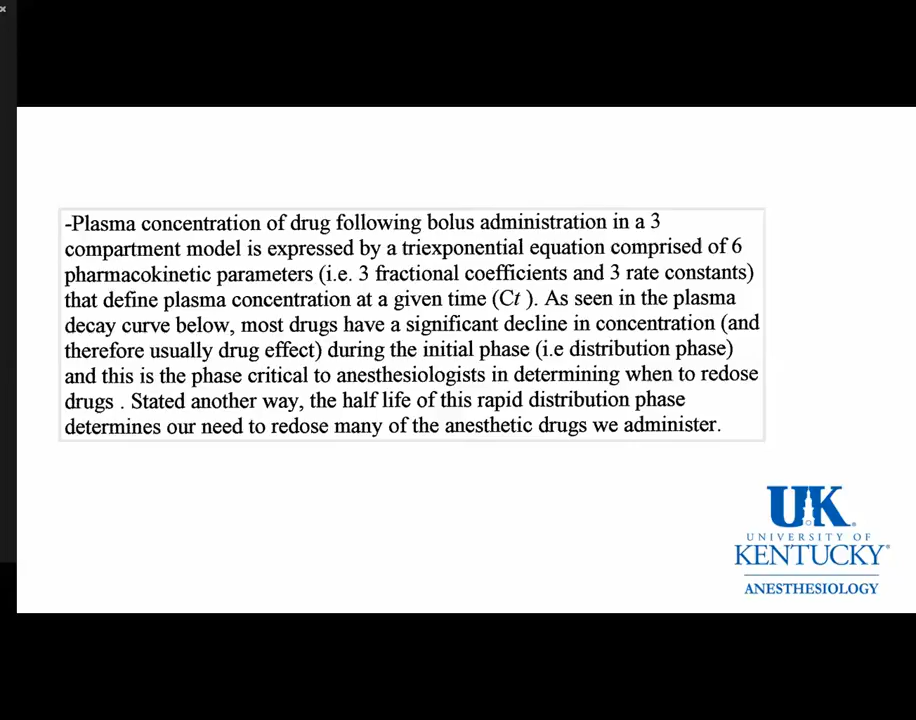 -Plasma concentration of drug following bolus administration in a 3
compartment model is expressed by a triexponential equation comprised of 6
pharmacokinetic parameters (i.e. 3 fractional coefficients and 3 rate constants)
that define plasma concentration at a given time (Ct ). As seen in the plasma
decay curve below, most drugs have a significant decline in concentration (and
therefore usually drug effect) during the initial phase (i.e distribution phase)
and this is the phase critical to anesthesiologists in determining when to redose
drugs . Stated another way, the half life of this rapid distribution phase
determines our need to redose many of the anesthetic drugs we administer.
UK
UNIVERSITY OF
KENTUCKY®
ANESTHESIOLOGY